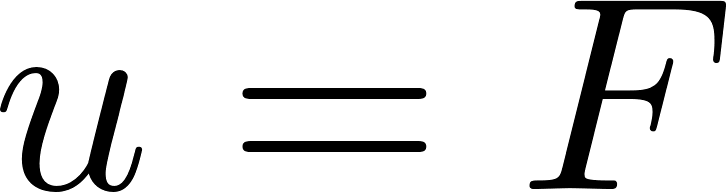 u = F